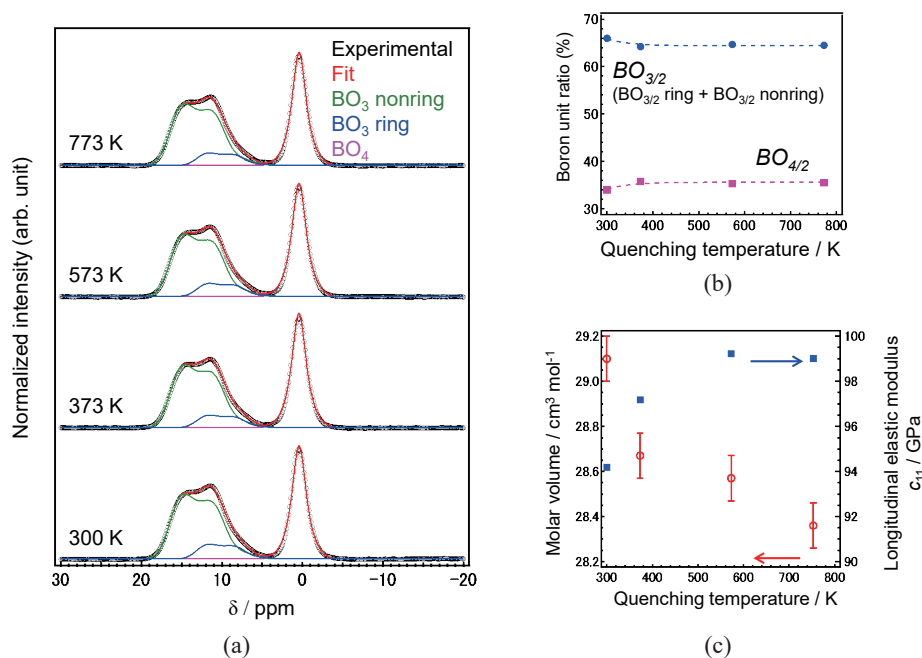 Experimental
Fit
BO₃ nonring
BO₃ ring
BO₄
773 K
573 K
373 K
300 K
Normalized intensity (arb. unit)
30 20 10 0 −10 −20
δ / ppm
(a)
70
60
50
40
30
Boron unit ratio (%)
BO₃/₂
(BO₃/₂ ring + BO₃/₂ nonring)
BO₄/₂
300 400 500 600 700 800
Quenching temperature / K
(b)
29.2
29.0
28.8
28.6
28.4
28.2
Molar volume / cm³ mol⁻¹
100
98
96
94
92
90
Longitudinal elastic modulus
c₁₁ / GPa
300 400 500 600 700 800
Quenching temperature / K
(c)